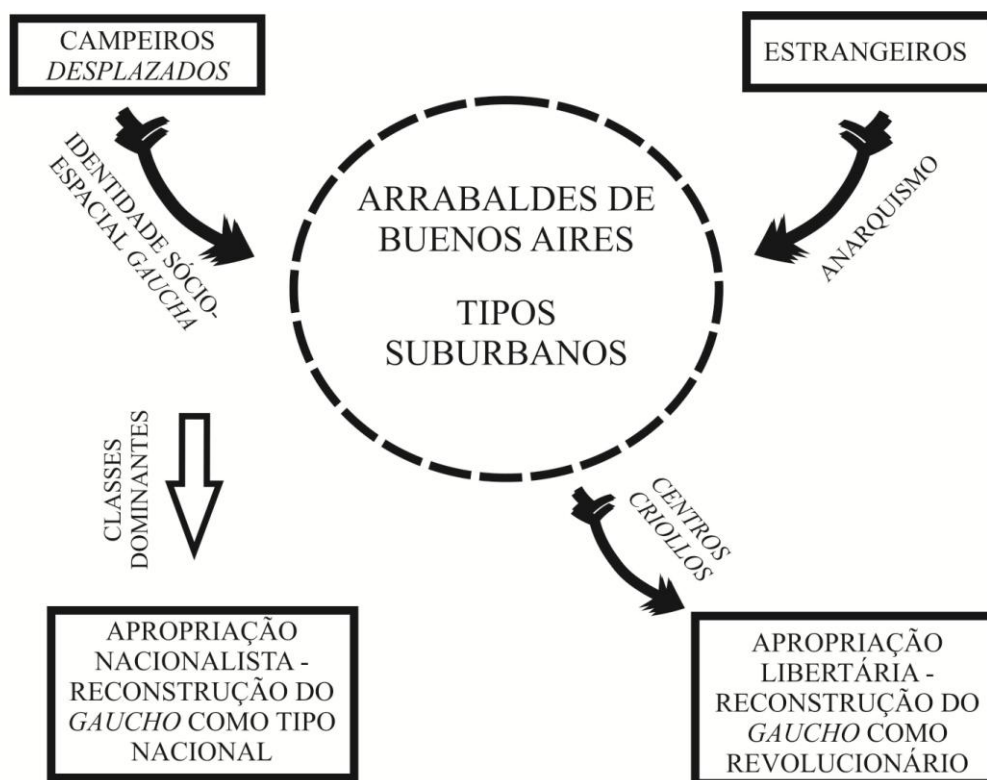 CAMPEIROS
DESPLAZADOS
ESTRANGEIROS
IDENTIDADE SÓCIO-
ESPACIAL GAUCHA
ANARQUISMO
ARRABALDES DE
BUENOS AIRES
TIPOS
SUBURBANOS
CLASSES
DOMINANTES
CENTROS
CRIOLLOS
APROPRIAÇÃO
NACIONALISTA -
RECONSTRUÇÃO DO
GAUCHO COMO TIPO
NACIONAL
APROPRIAÇÃO
LIBERTÁRIA -
RECONSTRUÇÃO DO
GAUCHO COMO
REVOLUCIONÁRIO